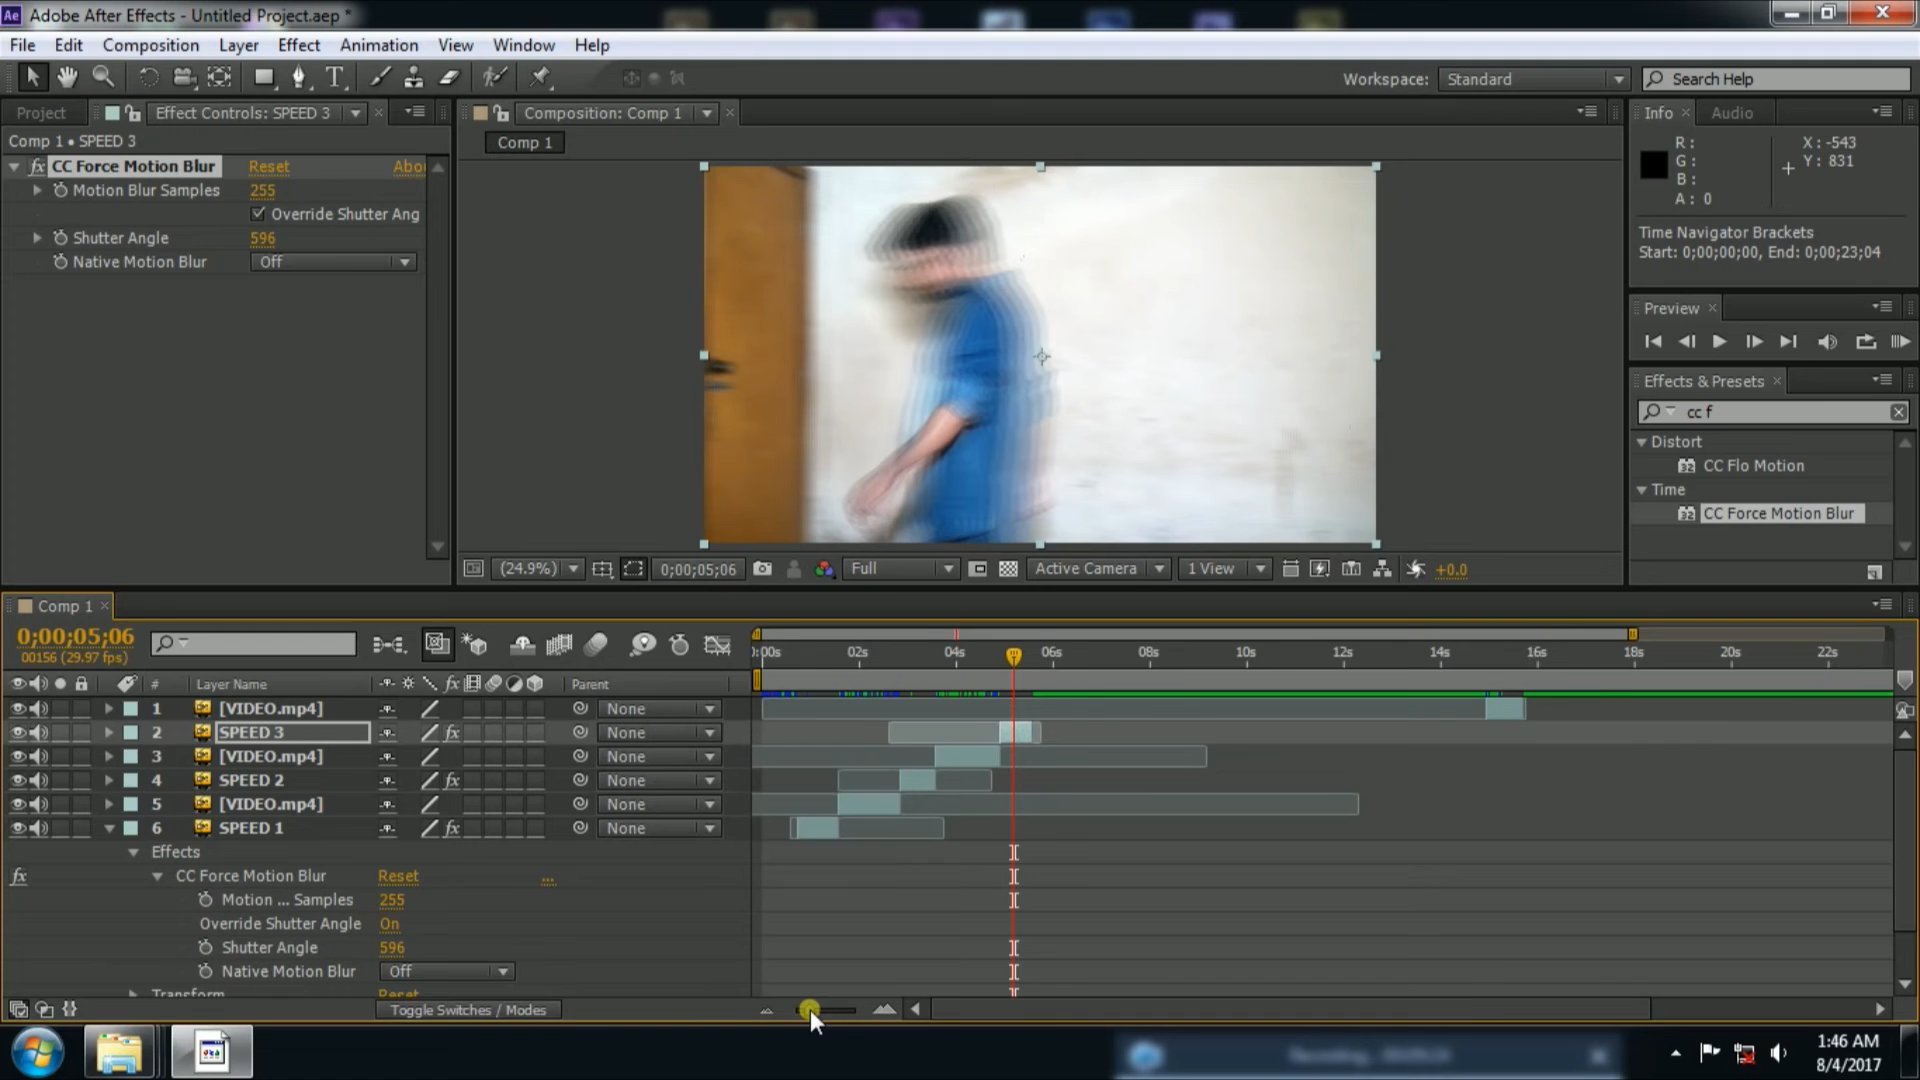 Adobe After Effects - Untitled Project.aep *
File Edit Composition Layer Effect Animation View Window Help
Workspace: Standard Search Help
Project Effect Controls: SPEED 3
Comp 1 • SPEED 3
fx CC Force Motion Blur Reset Abou
Motion Blur Samples 255
Override Shutter Ang
Shutter Angle 596
Native Motion Blur Off
Composition: Comp 1
Comp 1
(24.9%) 0;00;05;06 Full Active Camera 1 View +0.0
Info Audio
R : X : -543
G : Y : 831
B :
A : 0
Time Navigator Brackets
Start: 0;00;00;00, End: 0;00;23;04
Preview
Effects & Presets
cc f
Distort
CC Flo Motion
Time
CC Force Motion Blur
Comp 1
0;00;05;06
00156 (29.97 fps)
0:00s 02s 04s 06s 08s 10s 12s 14s 16s 18s 20s 22s
# Layer Name fx Parent
1 [VIDEO.mp4] None
2 SPEED 3 fx None
3 [VIDEO.mp4] None
4 SPEED 2 fx None
5 [VIDEO.mp4] None
6 SPEED 1 fx None
Effects
fx CC Force Motion Blur Reset ...
Motion ... Samples 255
Override Shutter Angle On
Shutter Angle 596
Native Motion Blur Off
Transform Reset
Toggle Switches / Modes
1:46 AM
8/4/2017